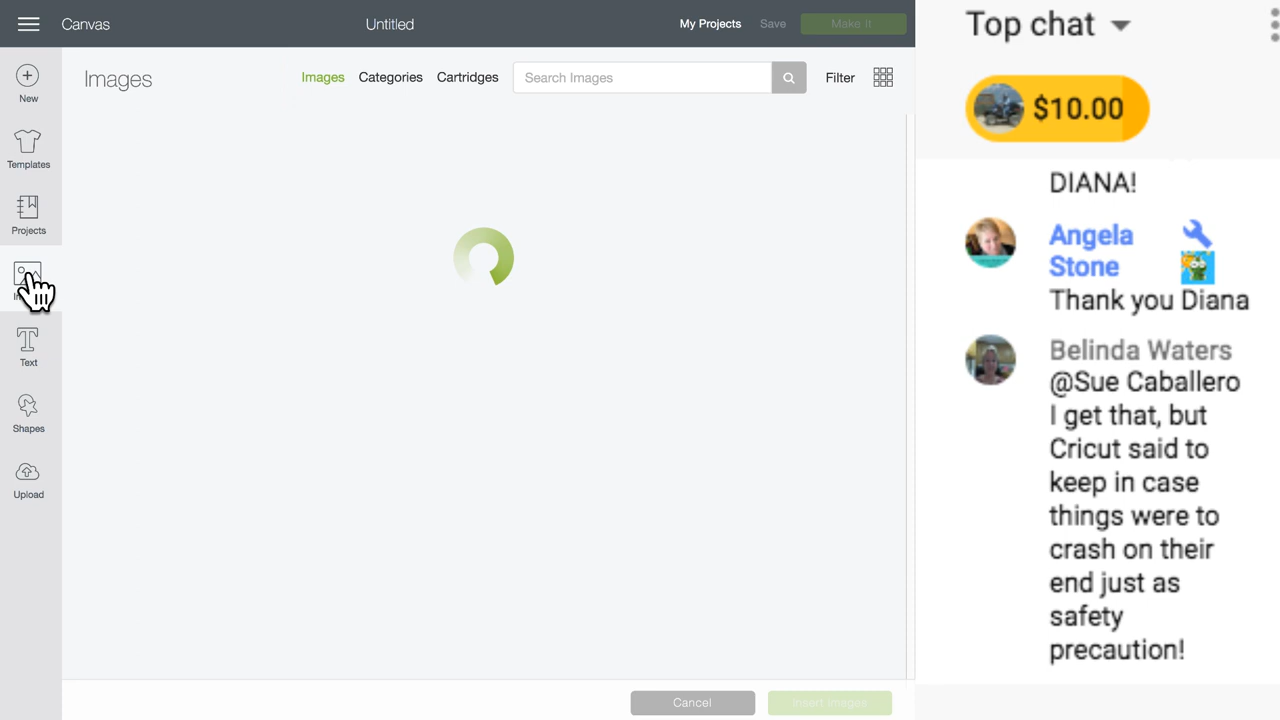 Canvas
Untitled
My Projects
Save
Make It
New
Templates
Projects
Text
Shapes
Upload
Images
Images
Categories
Cartridges
Search Images
Filter
Cancel
Insert Images
Top chat
$10.00
DIANA!
Angela
Stone
Thank you Diana
Belinda Waters
@Sue Caballero
I get that, but
Cricut said to
keep in case
things were to
crash on their
end just as
safety
precaution!